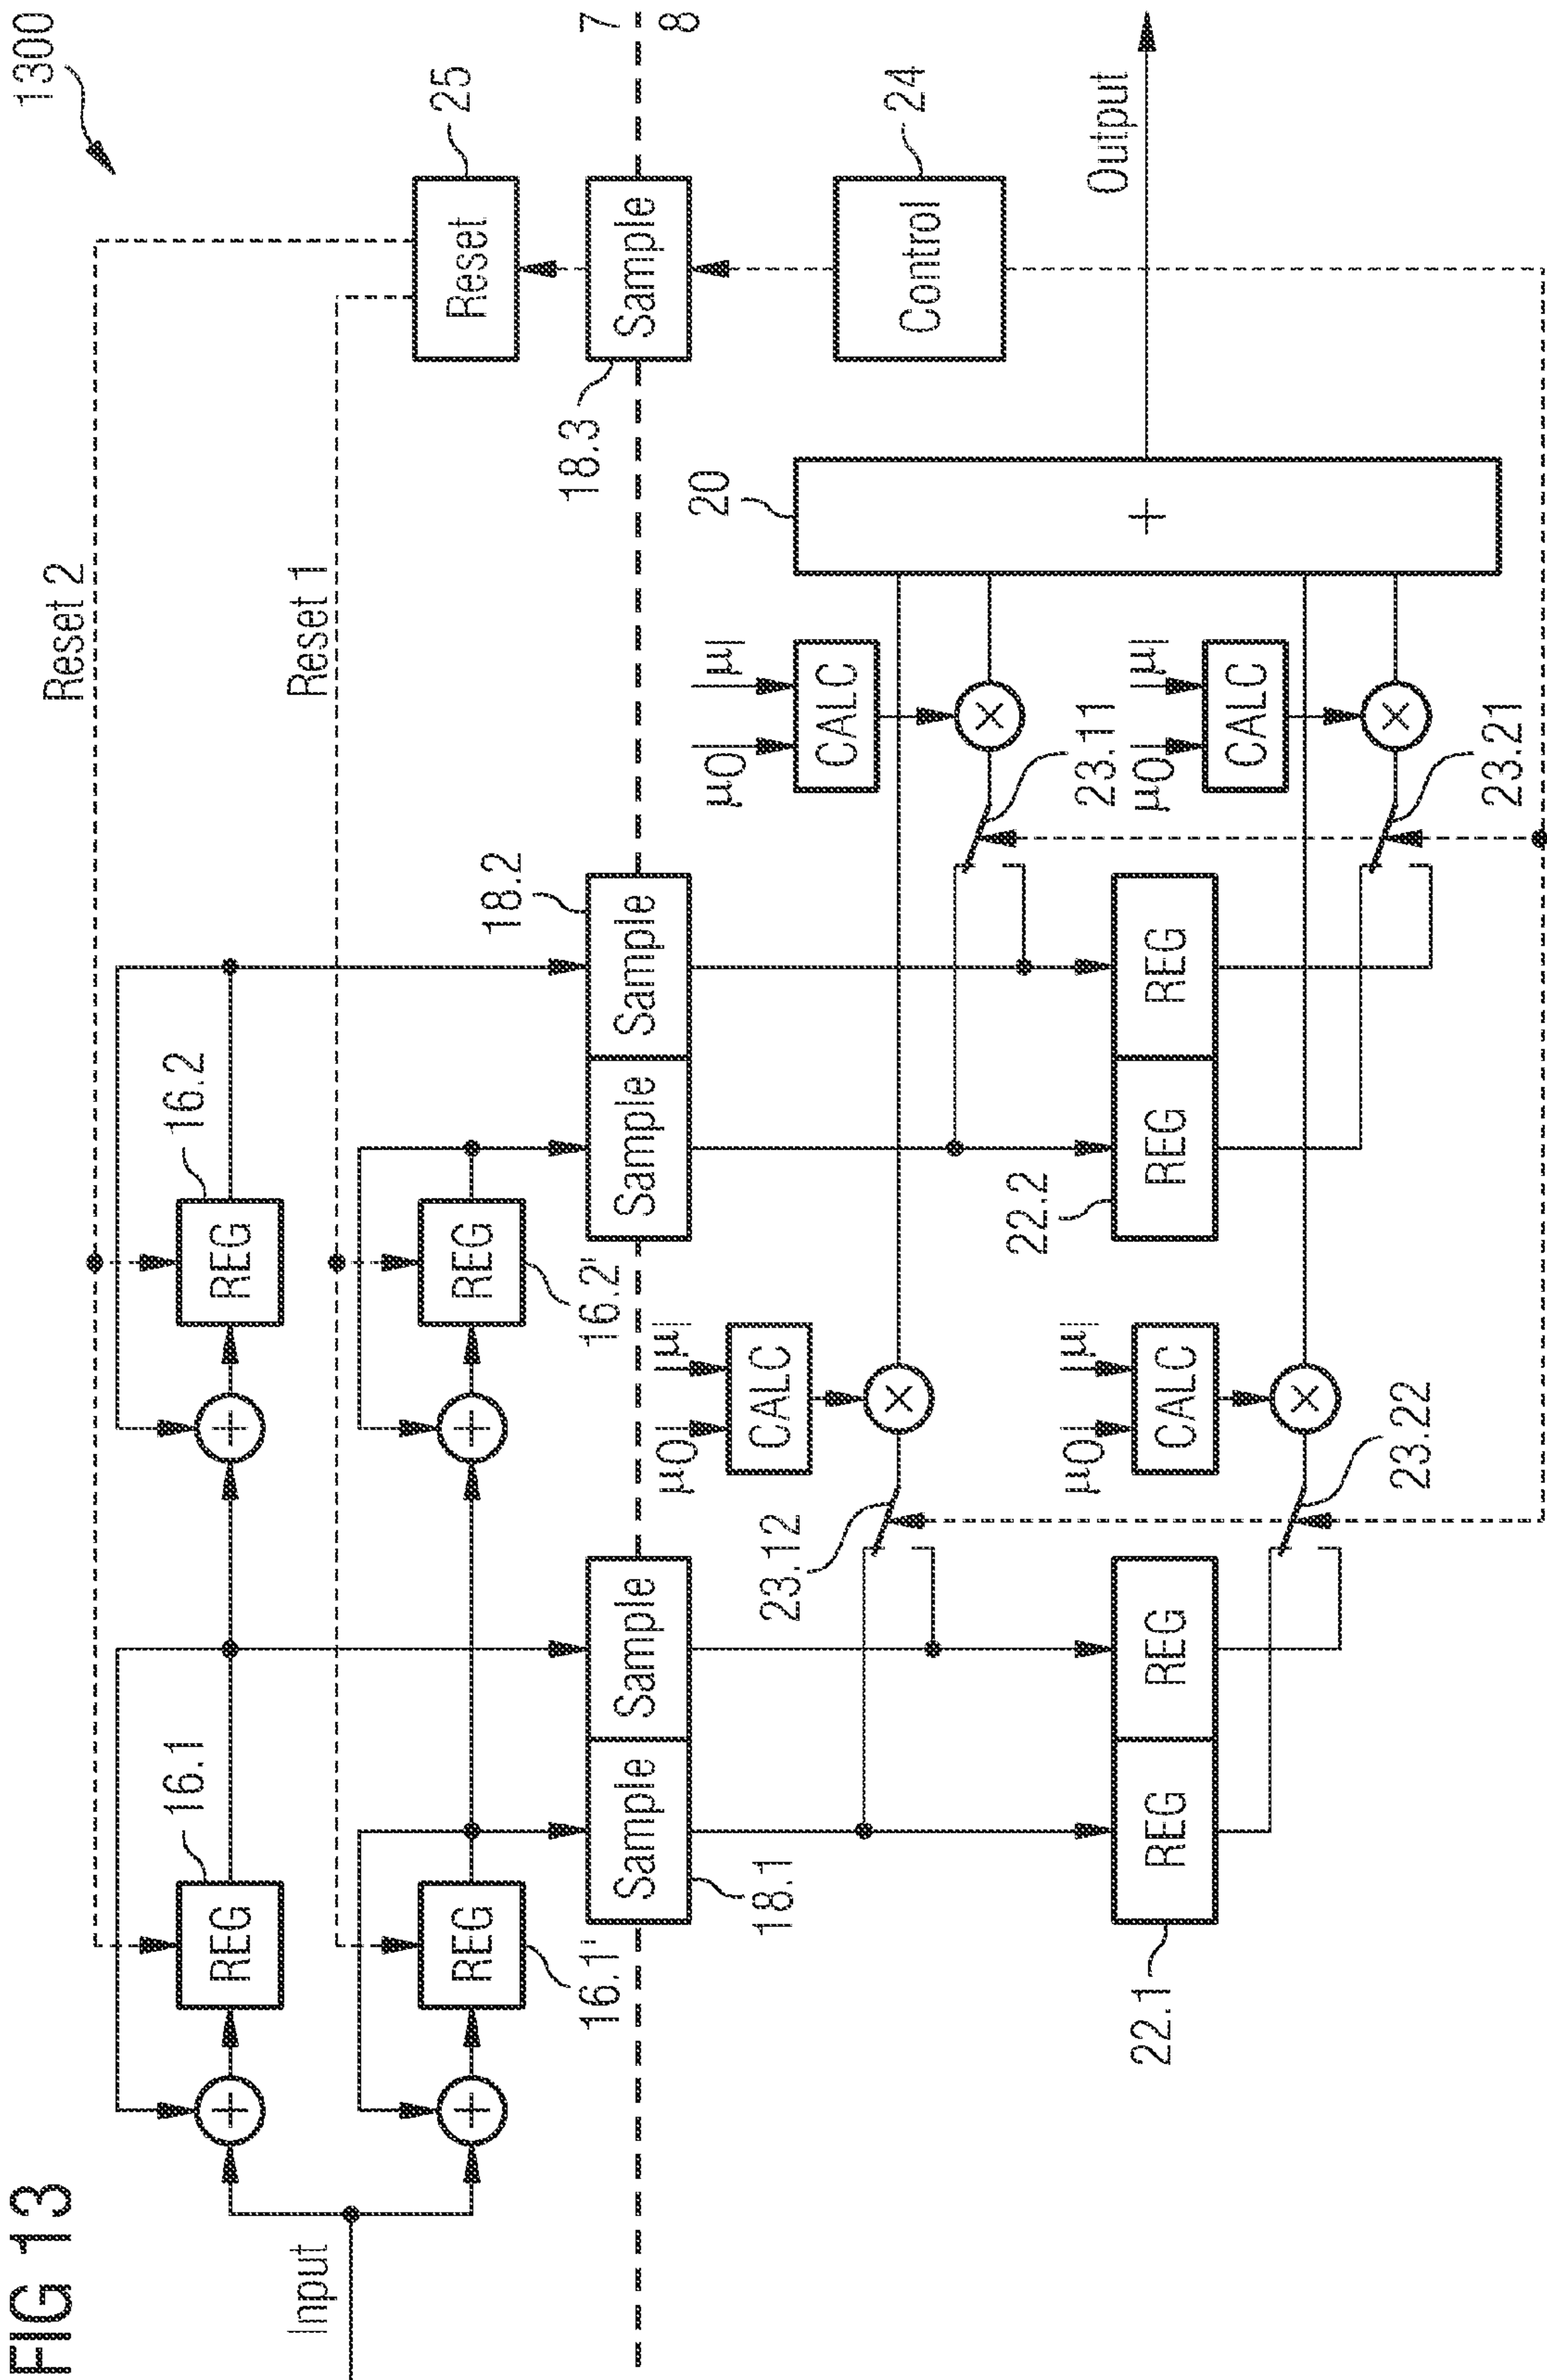 FIG 13
1300
Input
Reset 2
Reset 1
16.1
REG
16.2
REG
+
+
REG
16.1'
REG
16.2'
+
+
Reset
25
7
8
Sample
Sample
18.1
Sample
Sample
18.2
Sample
18.3
µ0
|µ|
CALC
×
23.12
µ0
|µ|
CALC
×
23.11
20
+
Control
24
Output
REG
REG
22.1
REG
REG
22.2
µ0
|µ|
CALC
×
23.22
µ0
|µ|
CALC
×
23.21